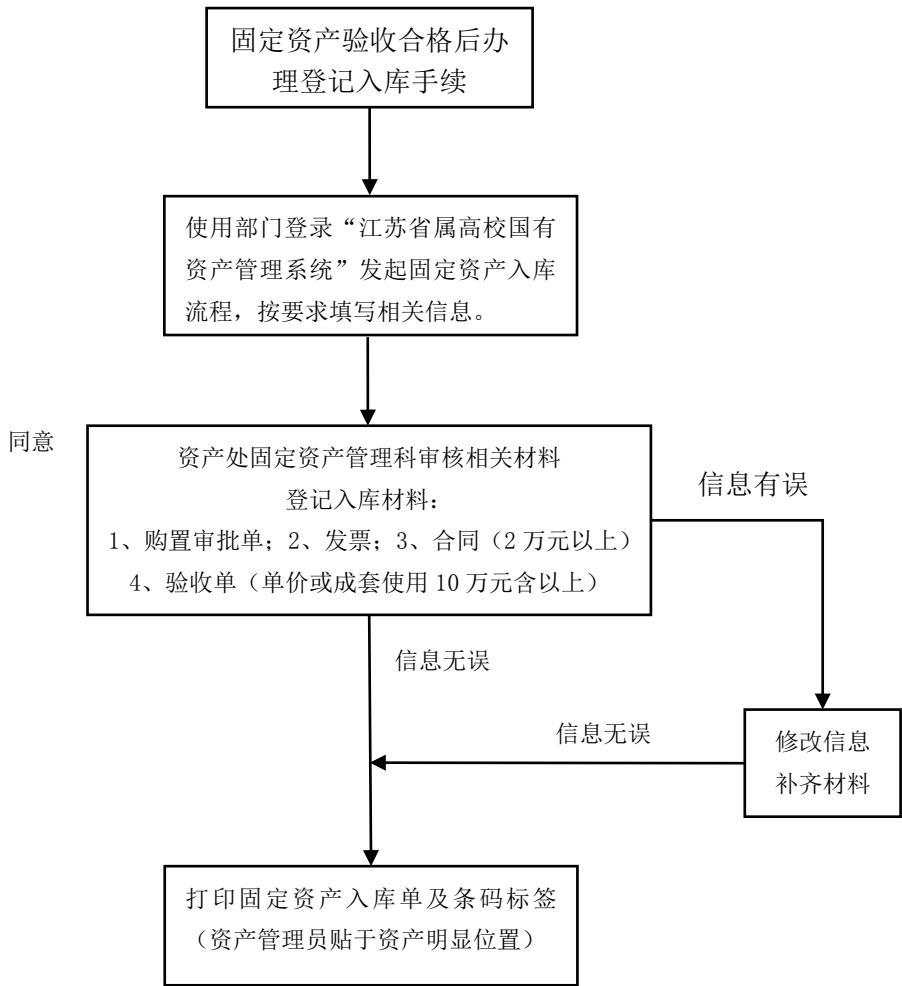 固定资产验收合格后办
理登记入库手续
使用部门登录“江苏省属高校国有
资产管理系统”发起固定资产入库
流程，按要求填写相关信息。
同意
资产处固定资产管理科审核相关材料
登记入库材料：
1、购置审批单；2、发票；3、合同（2 万元以上）
4、验收单（单价或成套使用 10 万元含以上）
信息有误
信息无误
信息无误
修改信息
补齐材料
打印固定资产入库单及条码标签
（资产管理员贴于资产明显位置）